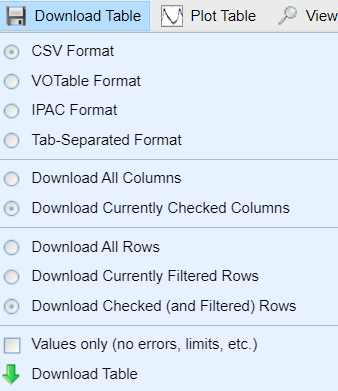 Download Table Plot Table View
CSV Format
VOTable Format
IPAC Format
Tab-Separated Format
Download All Columns
Download Currently Checked Columns
Download All Rows
Download Currently Filtered Rows
Download Checked (and Filtered) Rows
Values only (no errors, limits, etc.)
Download Table